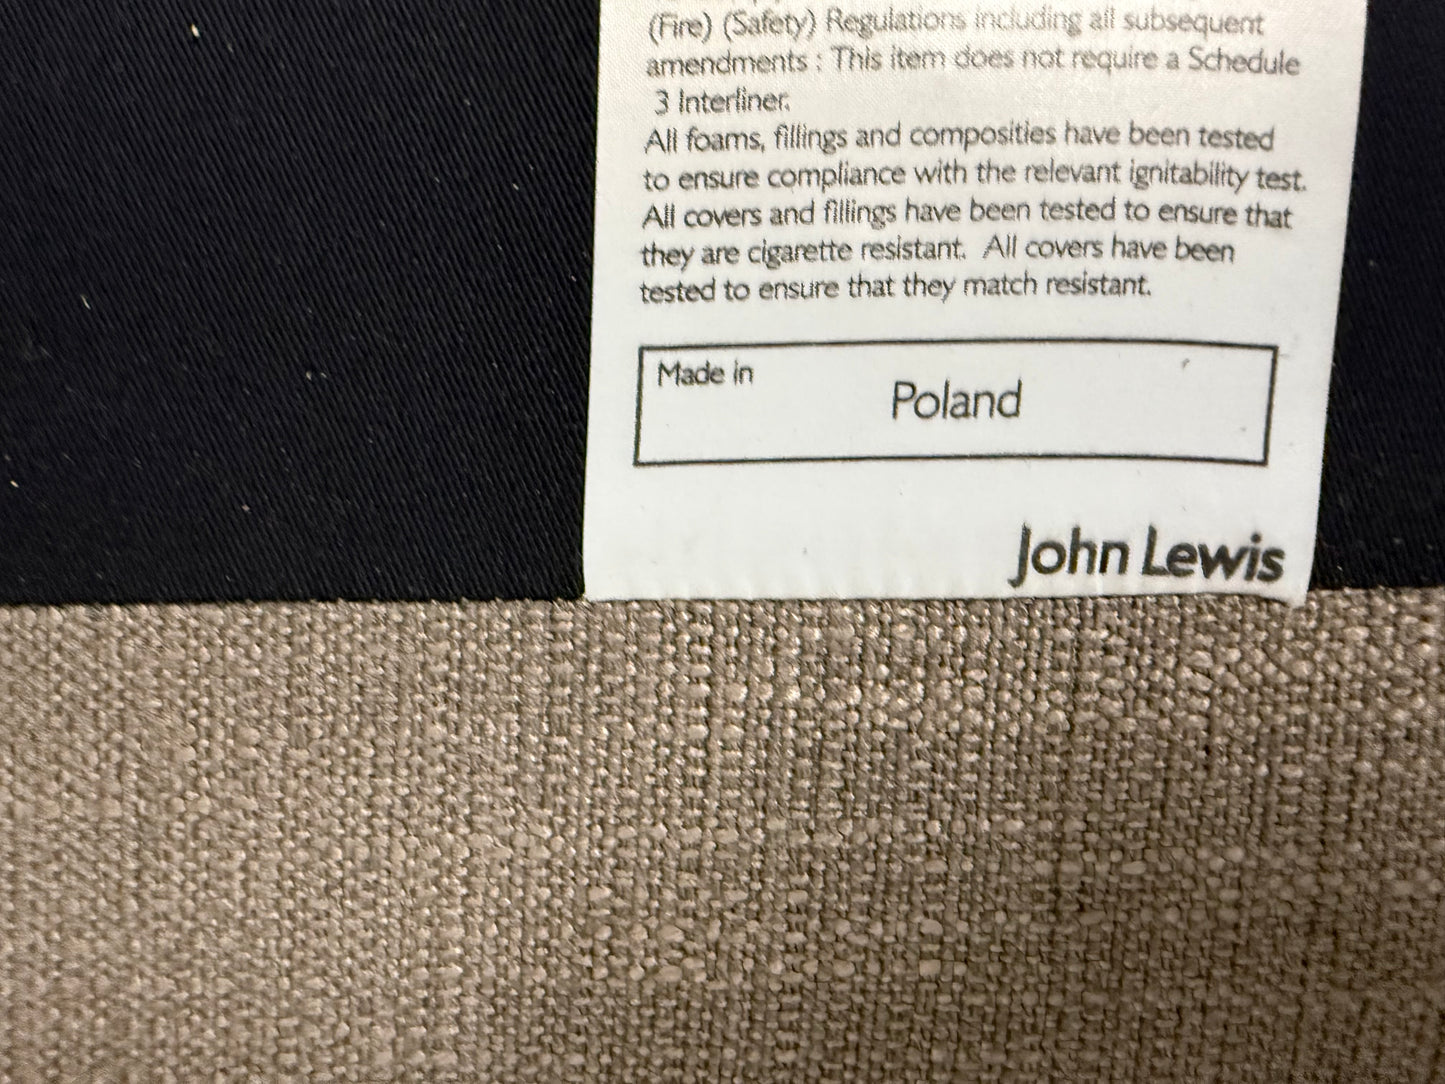 (Fire) (Safety) Regulations including all subsequent
amendments : This item does not require a Schedule
3 Interliner.
All foams, fillings and composities have been tested
to ensure compliance with the relevant ignitability test.
All covers and fillings have been tested to ensure that
they are cigarette resistant. All covers have been
tested to ensure that they match resistant.
Made in
Poland
John Lewis